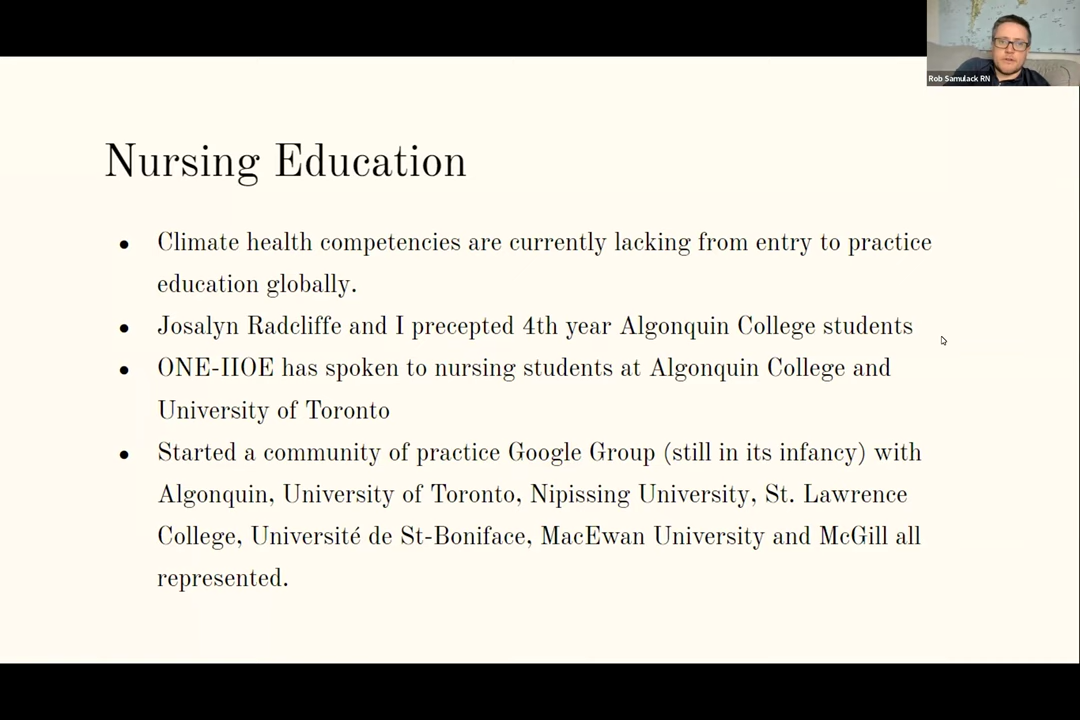 Rob Samulack RN
Nursing Education
● Climate health competencies are currently lacking from entry to practice
education globally.
● Josalyn Radcliffe and I precepted 4th year Algonquin College students
● ONE-IIOE has spoken to nursing students at Algonquin College and
University of Toronto
● Started a community of practice Google Group (still in its infancy) with
Algonquin, University of Toronto, Nipissing University, St. Lawrence
College, Université de St-Boniface, MacEwan University and McGill all
represented.